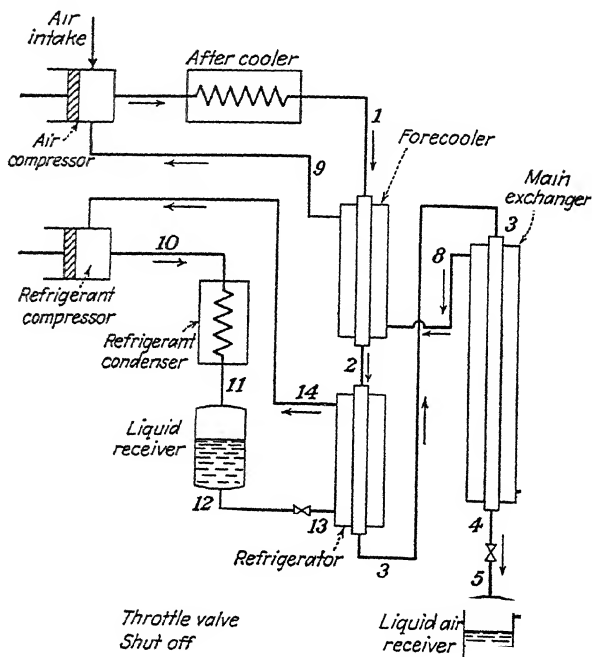 Air
intake
After cooler
1
Forecooler
Air
compressor
9
Main
exchanger
3
8
10
Refrigerant
compressor
Refrigerant
condenser
2
11
14
Liquid
receiver
12
13
Refrigerator
3
4
5
Throttle valve
Shut off
Liquid air
receiver